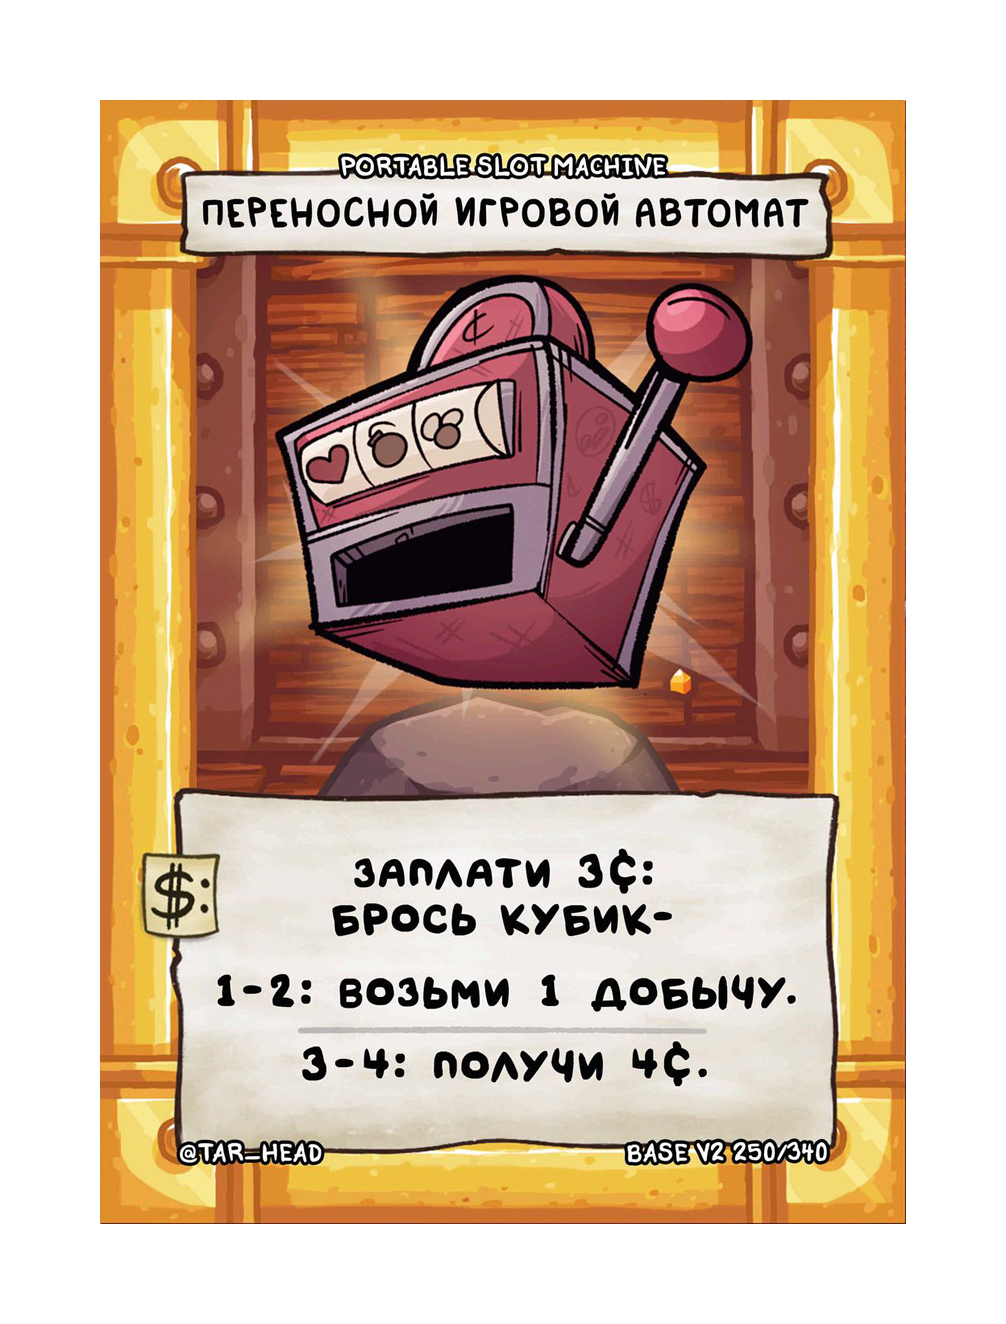 PORTABLE SLOT MACHINE
ПЕРЕНОСНОЙ ИГРОВОЙ АВТОМАТ
¢
$:
ЗАПЛАТИ 3¢:
БРОСЬ КУБИК-
1-2: ВОЗЬМИ 1 ДОБЫЧУ.
3-4: ПОЛУЧИ 4¢.
@TAR_HEAD
BASE V2 250/340